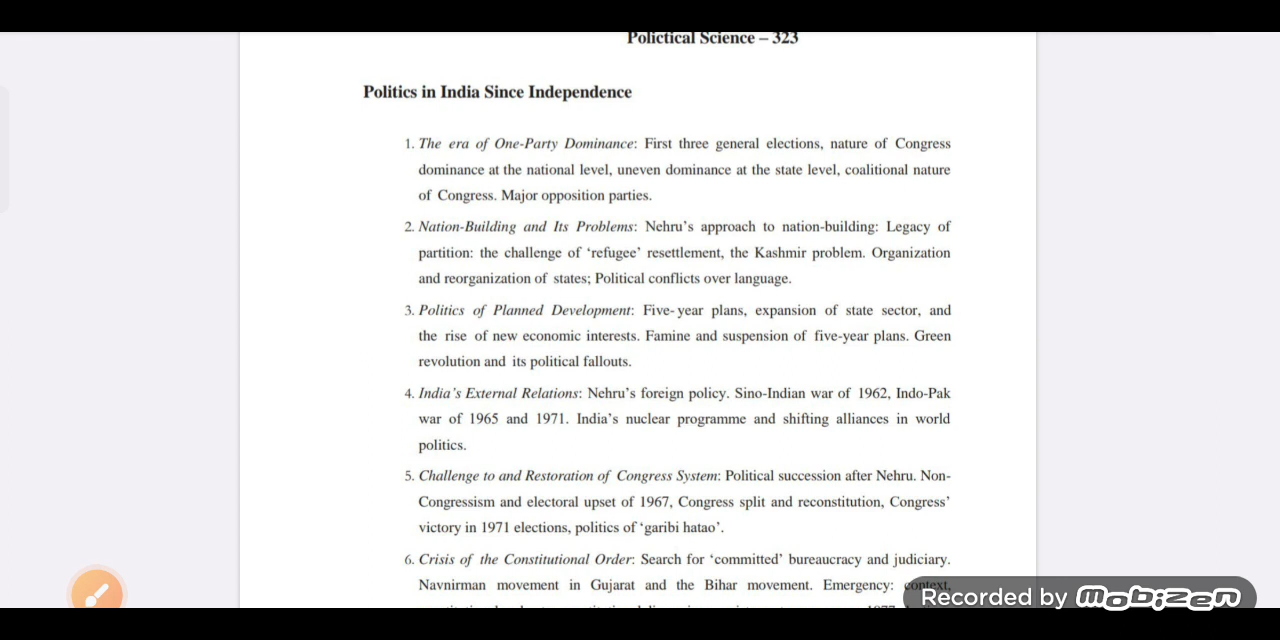 Polictical Science – 323
Politics in India Since Independence
1. The era of One-Party Dominance: First three general elections, nature of Congress
dominance at the national level, uneven dominance at the state level, coalitional nature
of Congress. Major opposition parties.
2. Nation-Building and Its Problems: Nehru's approach to nation-building: Legacy of
partition: the challenge of ‘refugee’ resettlement, the Kashmir problem. Organization
and reorganization of states; Political conflicts over language.
3. Politics of Planned Development: Five-year plans, expansion of state sector, and
the rise of new economic interests. Famine and suspension of five-year plans. Green
revolution and its political fallouts.
4. India’s External Relations: Nehru’s foreign policy. Sino-Indian war of 1962, Indo-Pak
war of 1965 and 1971. India’s nuclear programme and shifting alliances in world
politics.
5. Challenge to and Restoration of Congress System: Political succession after Nehru. Non-
Congressism and electoral upset of 1967, Congress split and reconstitution, Congress’
victory in 1971 elections, politics of ‘garibi hatao’.
6. Crisis of the Constitutional Order: Search for ‘committed’ bureaucracy and judiciary.
Navnirman movement in Gujarat and the Bihar movement. Emergency: context,
Recorded by mobizen